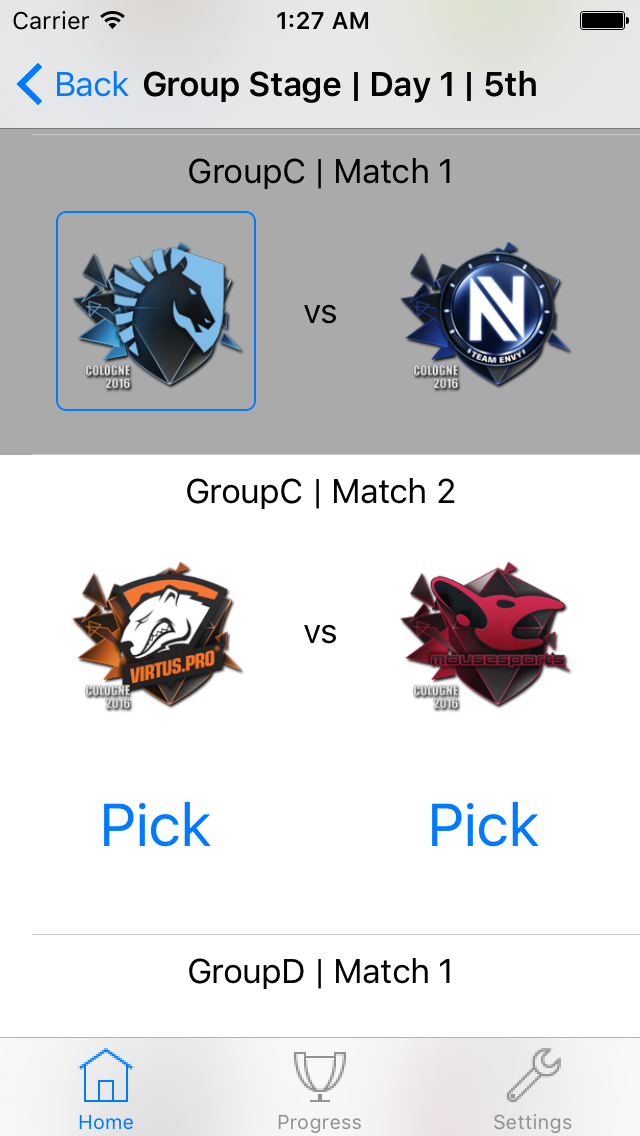 Carrier 1:27 AM
Back Group Stage | Day 1 | 5th
GroupC | Match 1
vs
TEAM ENVY
COLOGNE
2016
COLOGNE
2016
GroupC | Match 2
vs
VIRTUS.PRO
mousesports
COLOGNE
2016
COLOGNE
2016
Pick Pick
GroupD | Match 1
Home Progress Settings